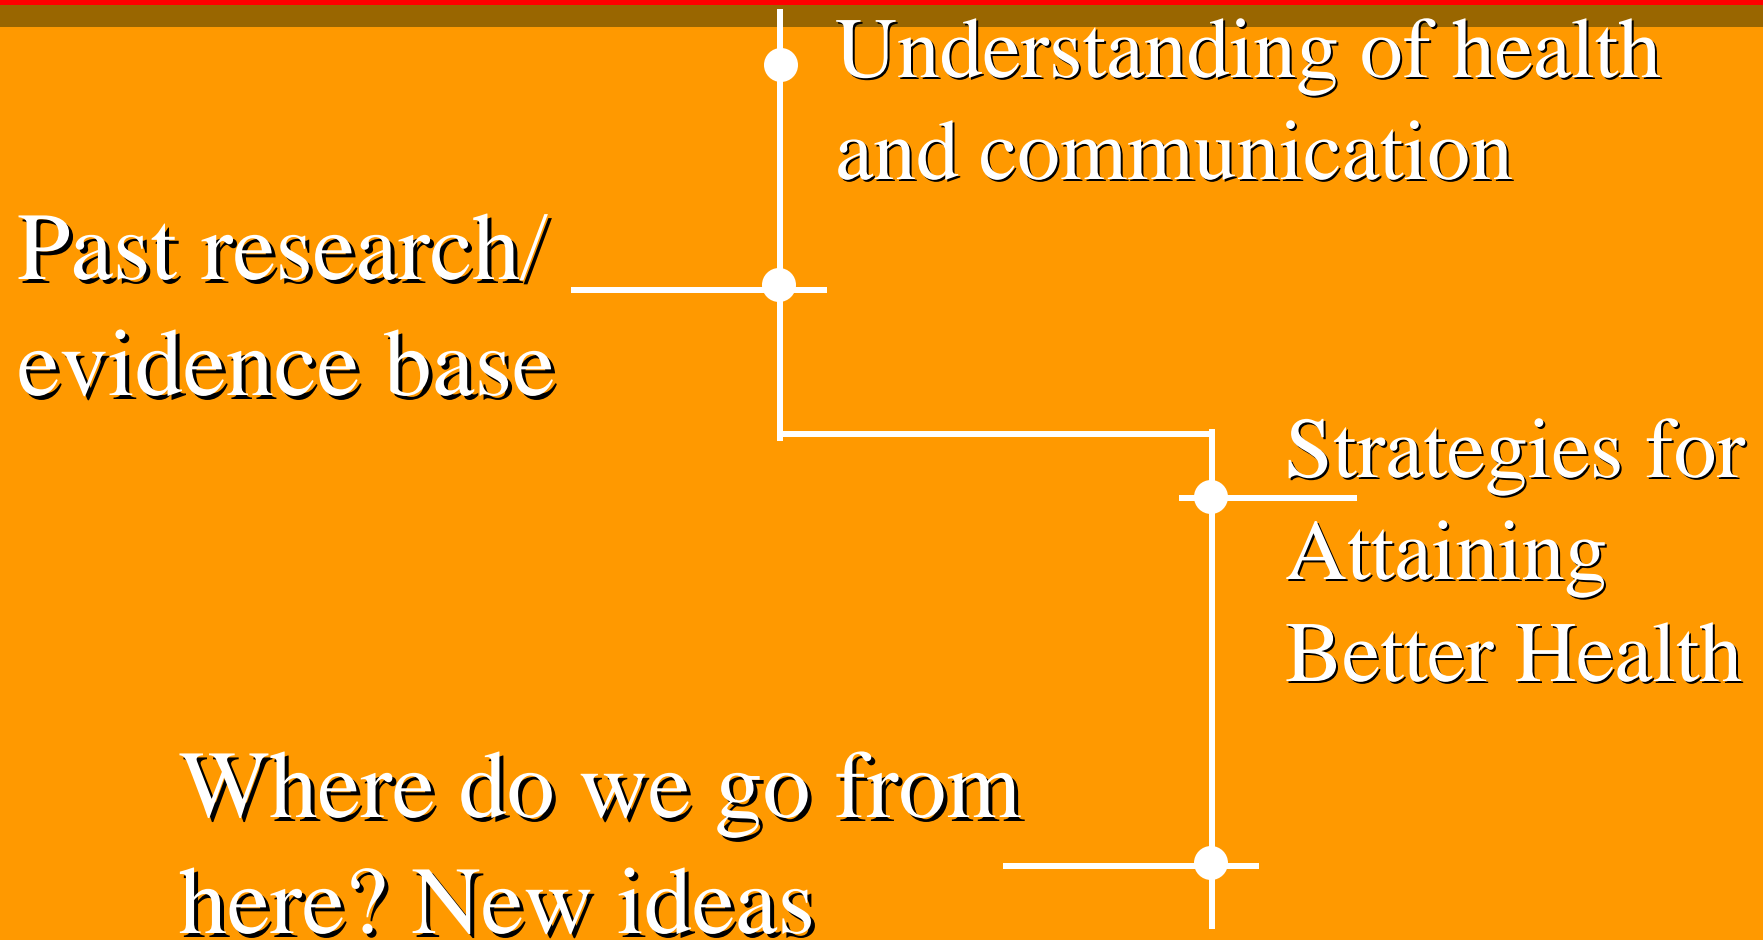 Understanding of health
and communication
Past research/
evidence base
Strategies for
Attaining
Better Health
Where do we go from
here? New ideas